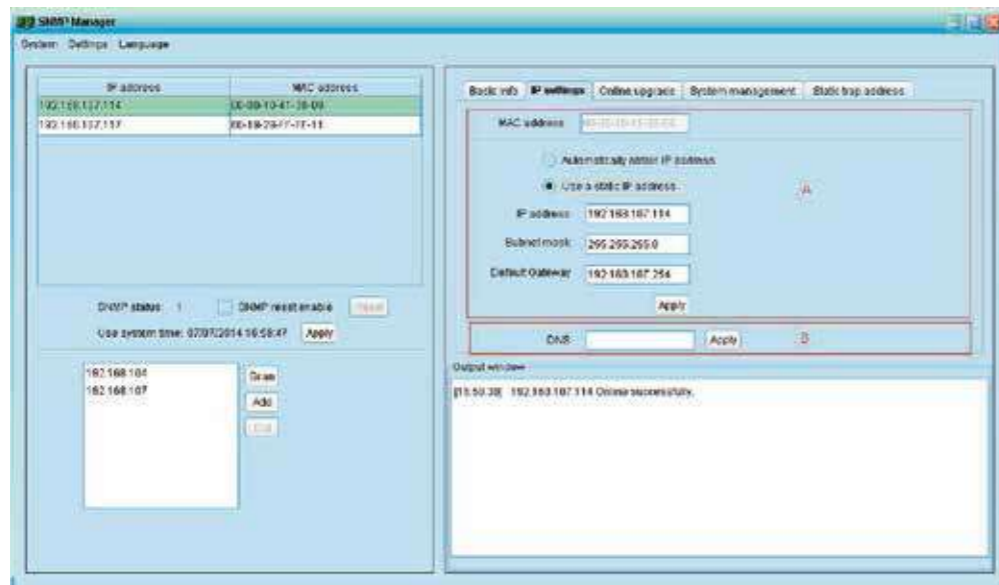 SNMP Manager
System Settings Language
IP address MAC address
192.168.107.114
192.168.107.117
SNMP status: 1 SNMP reset enable Reset
Use system time: 07/07/2014 16:58:47 Apply
192.168.104
192.168.107
Scan
Add
Del
Basic info IP settings Online upgrade System management Static trap address
MAC address
Automatically obtain IP address
Use a static IP address
A
IP address 192.168.107.114
Subnet mask 255.255.255.0
Default Gateway 192.168.107.254
Apply
DNS Apply B
Output window
192.168.107.114 Online successfully.